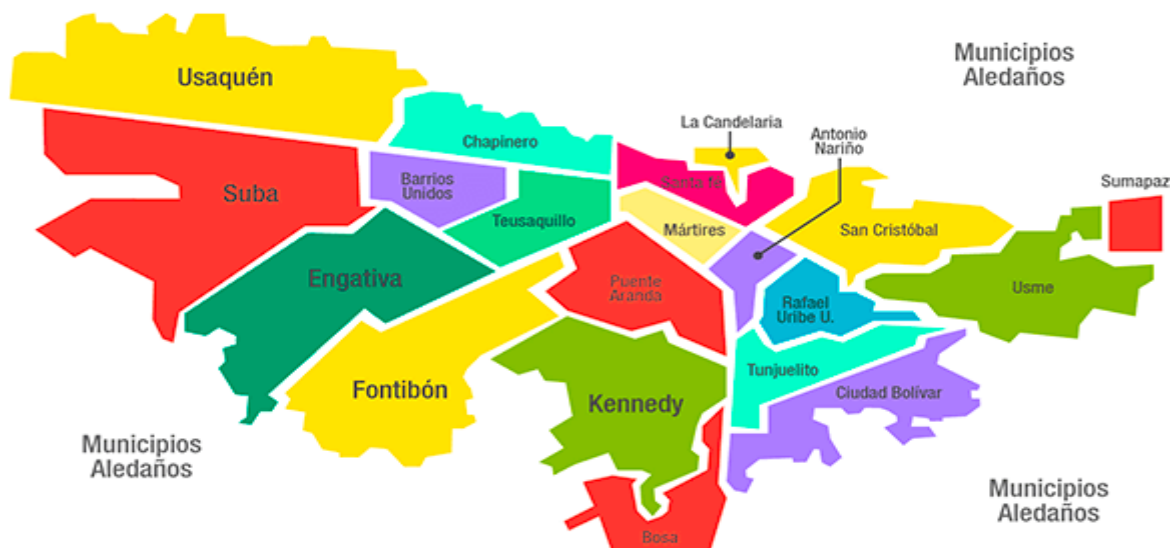 Usaquén
Municipios
Aledaños
La Candelaria
Antonio
Nariño
Chapinero
Barrios
Unidos
Santa fe
Sumapaz
Suba
Teusaquillo
Mártires
San Cristóbal
Engativa
Puente
Aranda
Rafael
Uribe U.
Usme
Fontibón
Kennedy
Tunjuelito
Ciudad Bolívar
Municipios
Aledaños
Municipios
Aledaños
Bosa